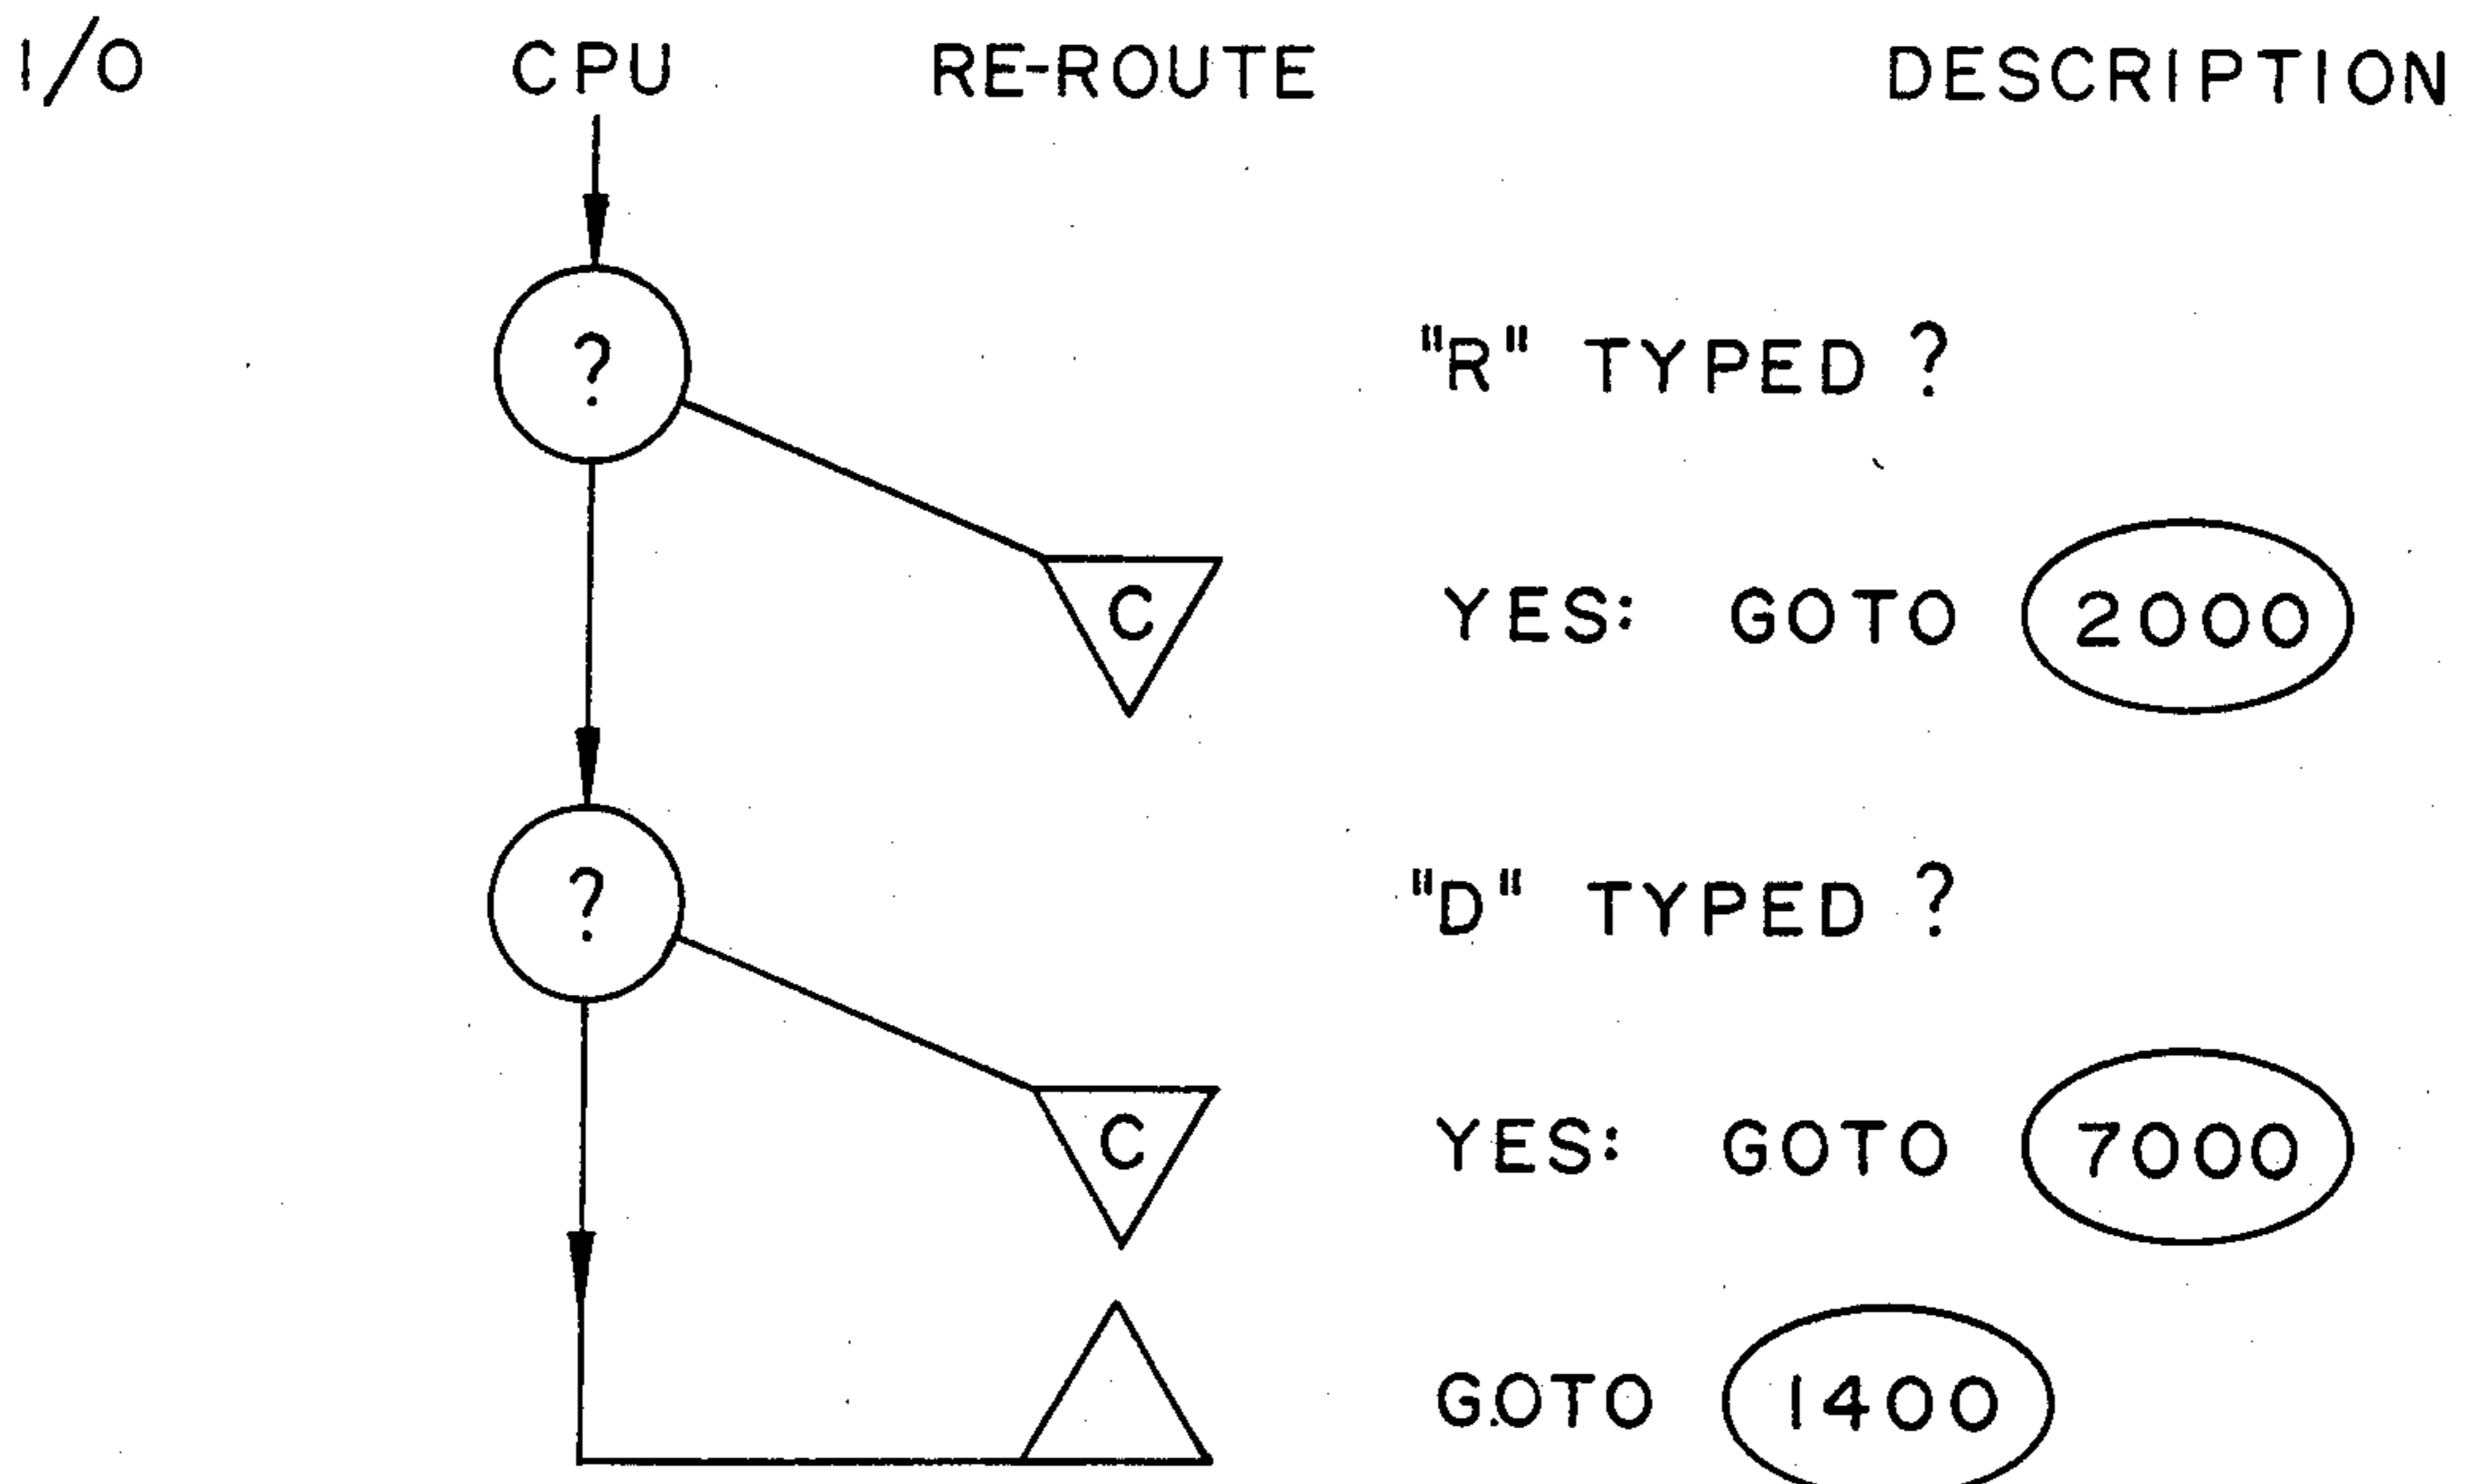 I/O CPU RE-ROUTE DESCRIPTION
? "R" TYPED ?
C YES: GOTO 2000
? "D" TYPED ?
C YES: GOTO 7000
GOTO 1400